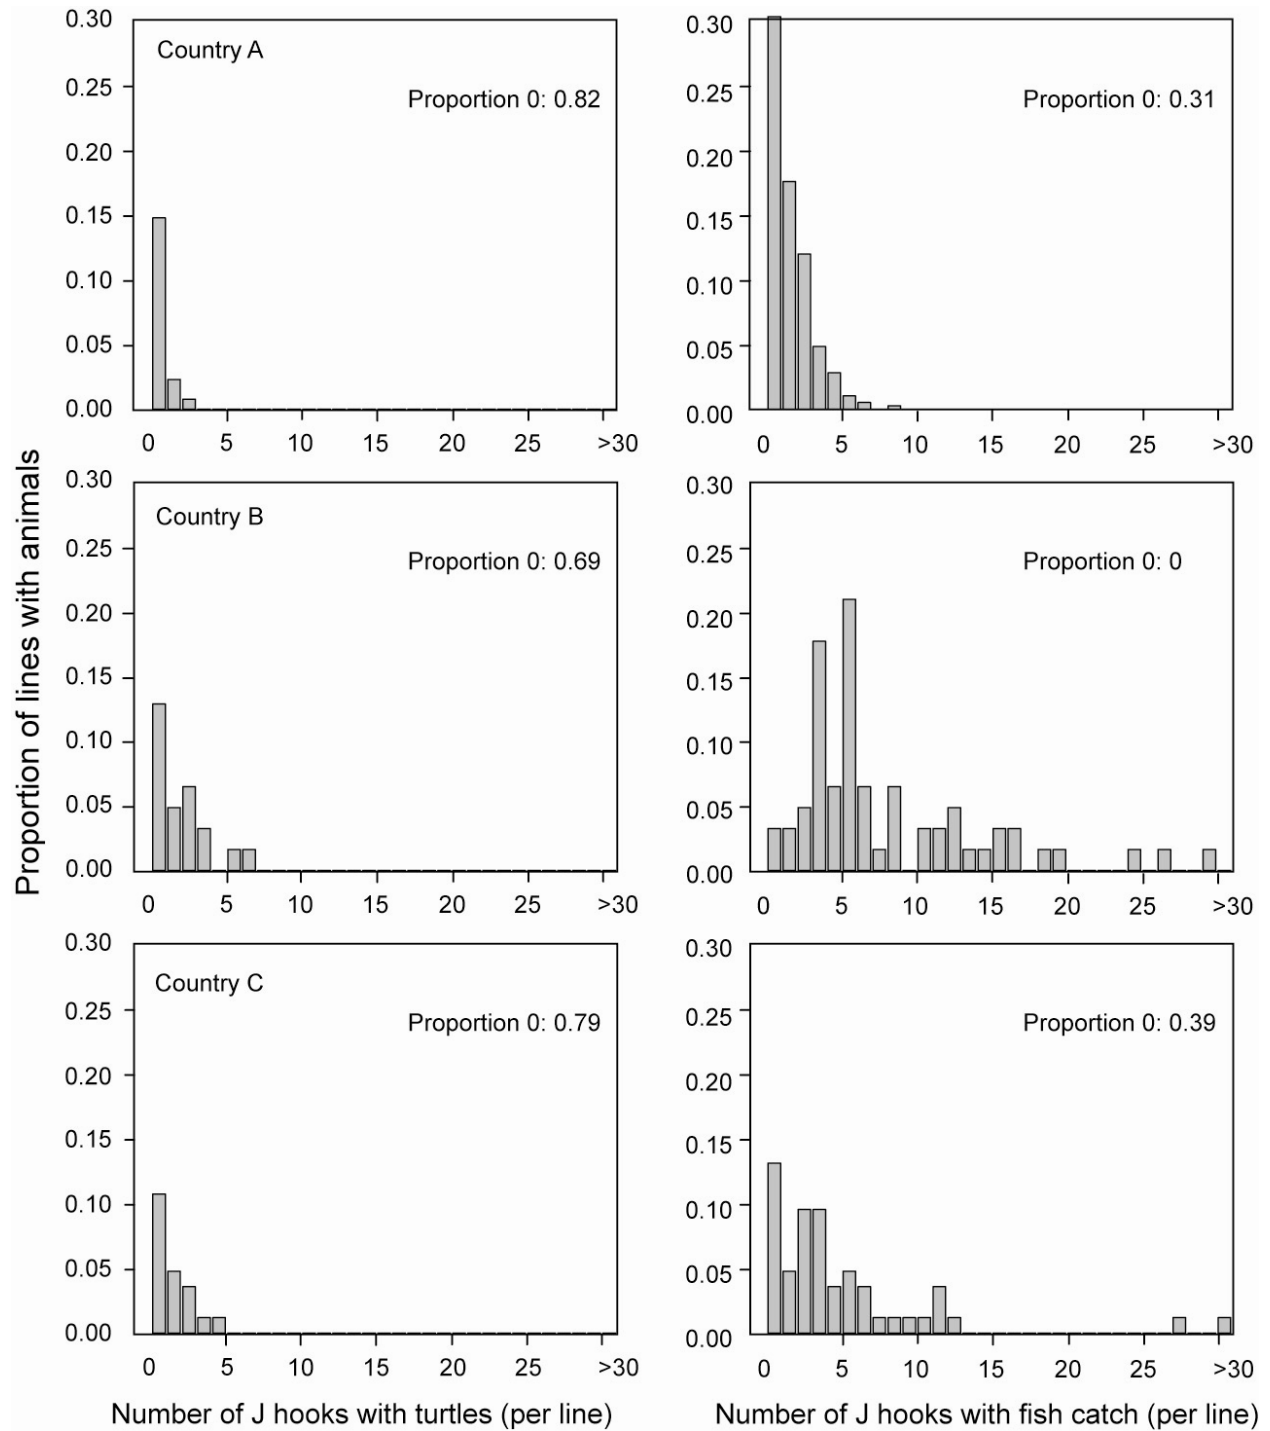 Proportion of lines with animals
0.30
0.25
0.20
0.15
0.10
0.05
0.00
Country A
Proportion 0: 0.82
0 5 10 15 20 25 >30
0.30
0.25
0.20
0.15
0.10
0.05
0.00
Proportion 0: 0.31
0 5 10 15 20 25 >30
0.30
0.25
0.20
0.15
0.10
0.05
0.00
Country B
Proportion 0: 0.69
0 5 10 15 20 25 >30
0.30
0.25
0.20
0.15
0.10
0.05
0.00
Proportion 0: 0
0 5 10 15 20 25 >30
0.30
0.25
0.20
0.15
0.10
0.05
0.00
Country C
Proportion 0: 0.79
0 5 10 15 20 25 >30
Number of J hooks with turtles (per line)
0.30
0.25
0.20
0.15
0.10
0.05
0.00
Proportion 0: 0.39
0 5 10 15 20 25 >30
Number of J hooks with fish catch (per line)